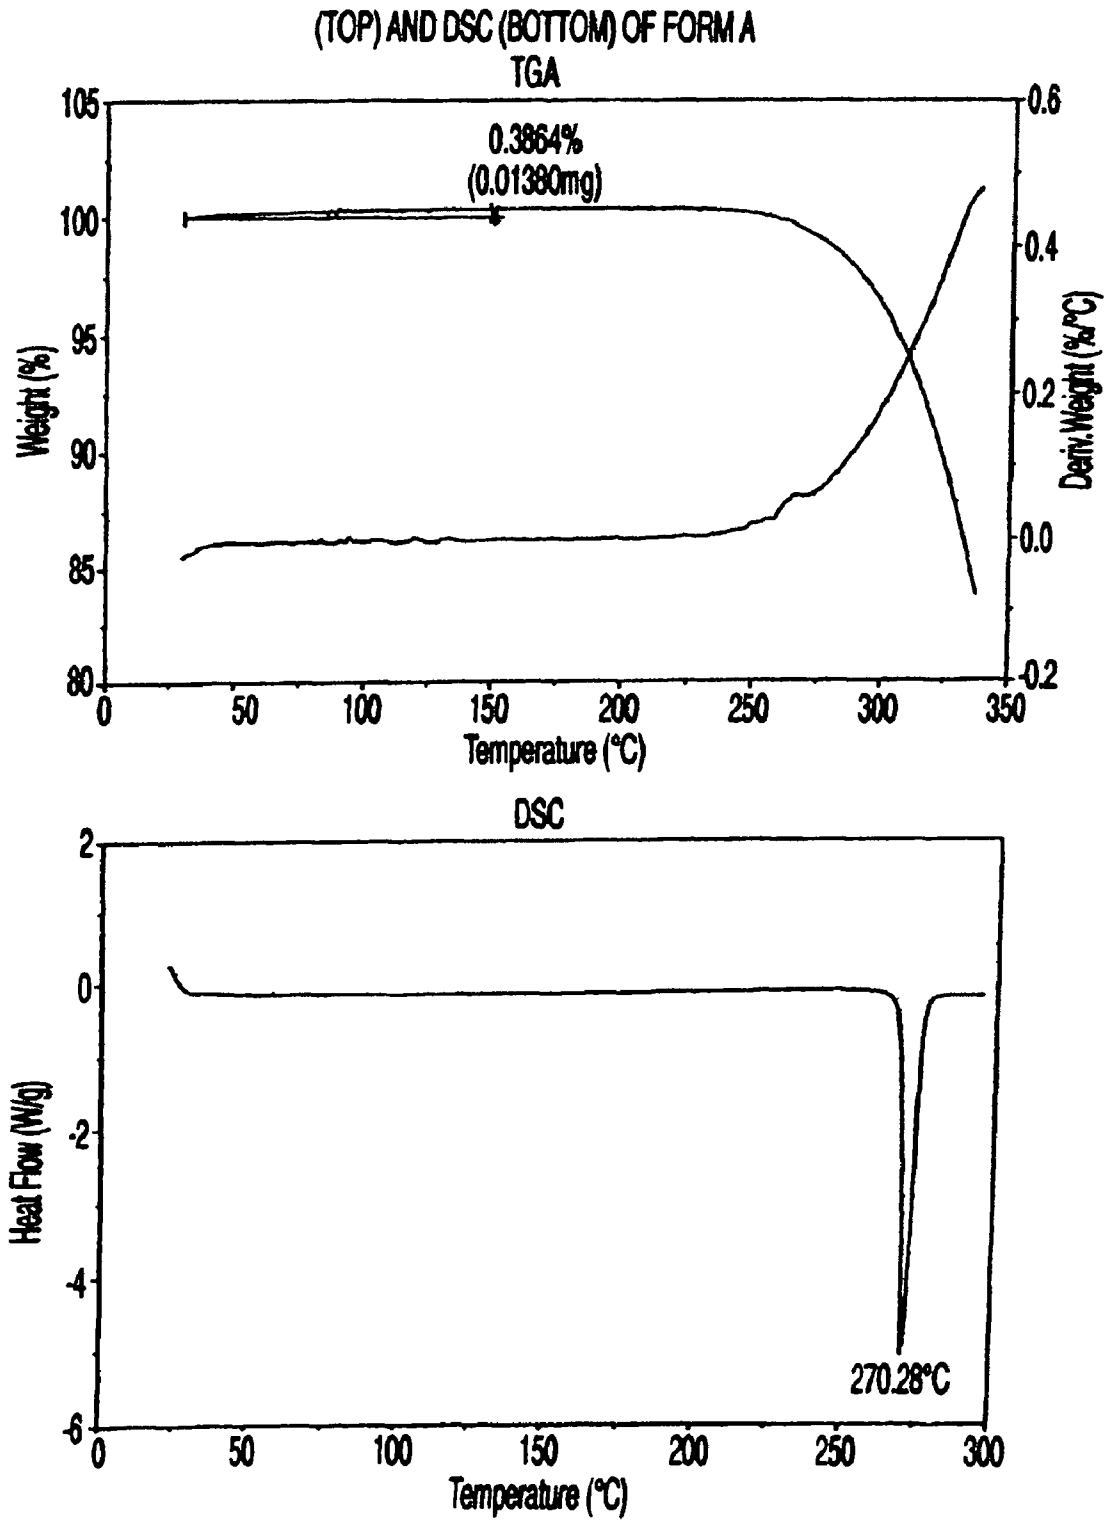 (TOP) AND DSC (BOTTOM) OF FORM A
TGA
105
100
95
90
85
80
Weight (%)
0.3864%
(0.01380mg)
0.6
0.4
0.2
0.0
-0.2
Deriv.Weight (%/°C)
0 50 100 150 200 250 300 350
Temperature (°C)
DSC
2
0
-2
-4
-6
Heat Flow (W/g)
270.28°C
0 50 100 150 200 250 300
Temperature (°C)